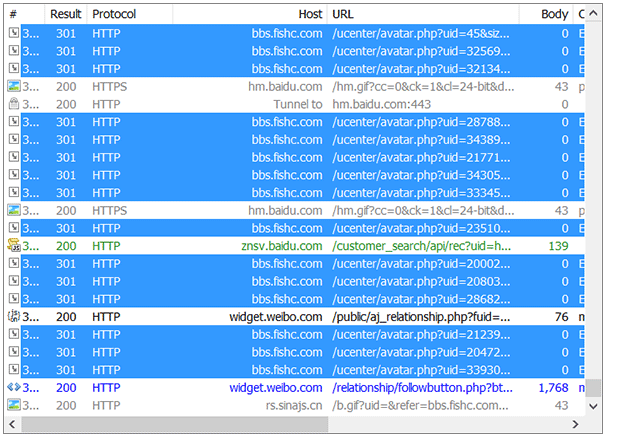 # Result Protocol Host URL Body C
3... 301 HTTP bbs.fishc.com /ucenter/avatar.php?uid=45&siz... 0 E
3... 301 HTTP bbs.fishc.com /ucenter/avatar.php?uid=32569... 0 E
3... 301 HTTP bbs.fishc.com /ucenter/avatar.php?uid=32134... 0 E
3... 200 HTTPS hm.baidu.com /hm.gif?cc=0&ck=1&cl=24-bit&d... 43 p
3... 200 HTTP Tunnel to hm.baidu.com:443 0
3... 301 HTTP bbs.fishc.com /ucenter/avatar.php?uid=28788... 0 E
3... 301 HTTP bbs.fishc.com /ucenter/avatar.php?uid=34389... 0 E
3... 301 HTTP bbs.fishc.com /ucenter/avatar.php?uid=21771... 0 E
3... 301 HTTP bbs.fishc.com /ucenter/avatar.php?uid=34305... 0 E
3... 301 HTTP bbs.fishc.com /ucenter/avatar.php?uid=33345... 0 E
3... 200 HTTPS hm.baidu.com /hm.gif?cc=0&ck=1&cl=24-bit&d... 43 p
3... 301 HTTP bbs.fishc.com /ucenter/avatar.php?uid=23510... 0 E
3... 200 HTTP znsv.baidu.com /customer_search/api/rec?uid=h... 139
3... 301 HTTP bbs.fishc.com /ucenter/avatar.php?uid=20002... 0 E
3... 301 HTTP bbs.fishc.com /ucenter/avatar.php?uid=20803... 0 E
3... 301 HTTP bbs.fishc.com /ucenter/avatar.php?uid=28682... 0 E
3... 200 HTTP widget.weibo.com /public/aj_relationship.php?fuid=... 76 n
3... 301 HTTP bbs.fishc.com /ucenter/avatar.php?uid=21239... 0 E
3... 301 HTTP bbs.fishc.com /ucenter/avatar.php?uid=20472... 0 E
3... 301 HTTP bbs.fishc.com /ucenter/avatar.php?uid=33930... 0 E
3... 200 HTTP widget.weibo.com /relationship/followbutton.php?bt... 1,768 n
3... 200 HTTP rs.sinajs.cn /b.gif?uid=&refer=bbs.fishc.com... 43